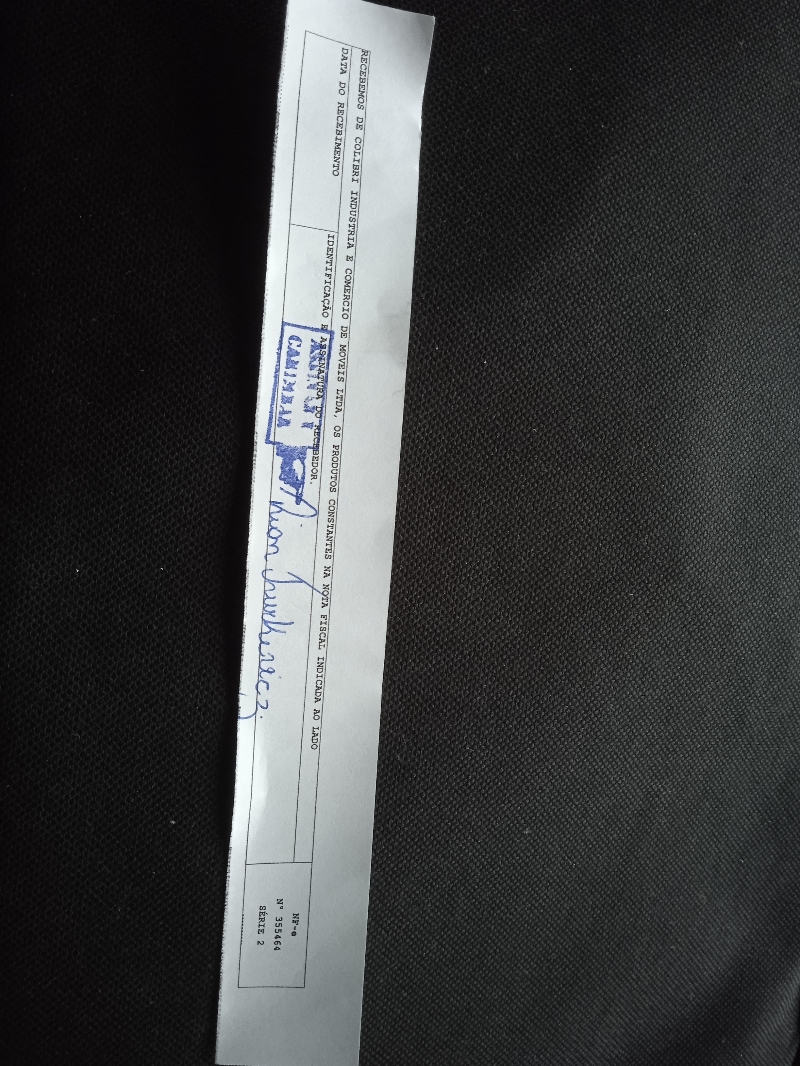 RECEBEMOS DE COLIBRI INDUSTRIA E COMERCIO DE MOVEIS LTDA, OS PRODUTOS CONSTANTES NA NOTA FISCAL INDICADA AO LADO
DATA DO RECEBIMENTO
IDENTIFICAÇÃO E ASSINATURA DO RECEBEDOR.
CARIMBAR
NF-e
N° 355464
SÉRIE 2